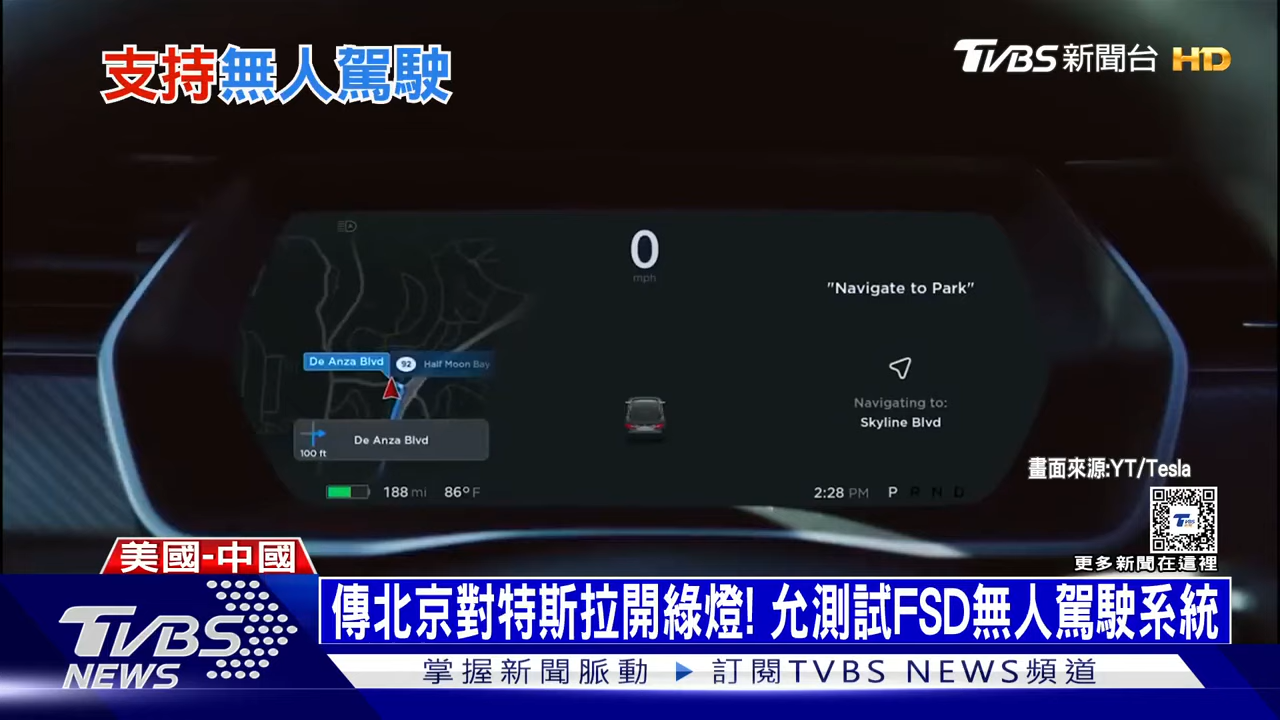 支持無人駕駛
TVBS新聞台 HD
0
mph
"Navigate to Park"
De Anza Blvd
92
Half Moon Bay
Navigating to:
Skyline Blvd
De Anza Blvd
100 ft
188 mi
86°F
2:28 PM
P R N D
畫面來源:YT/Tesla
TVBS
更多新聞在這裡
美國-中國
傳北京對特斯拉開綠燈! 允測試FSD無人駕駛系統
TVBS
NEWS
掌握新聞脈動 ▶ 訂閱TVBS NEWS頻道